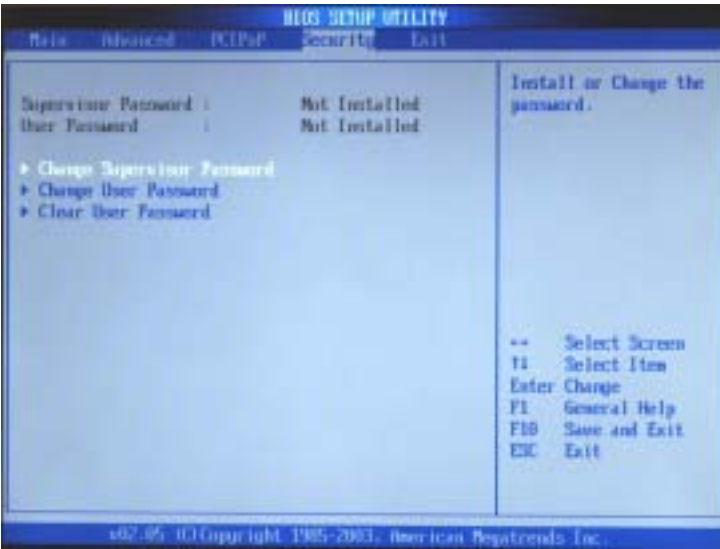 BIOS SETUP UTILITY
Main Advanced PCIPnP Security Exit
Supervisor Password : Not Installed
User Password : Not Installed
Change Supervisor Password
Change User Password
Clear User Password
Install or Change the
password.
↔ Select Screen
↑↓ Select Item
Enter Change
F1 General Help
F10 Save and Exit
ESC Exit
v02.05 (C)Copyright 1985-2003, American Megatrends Inc.